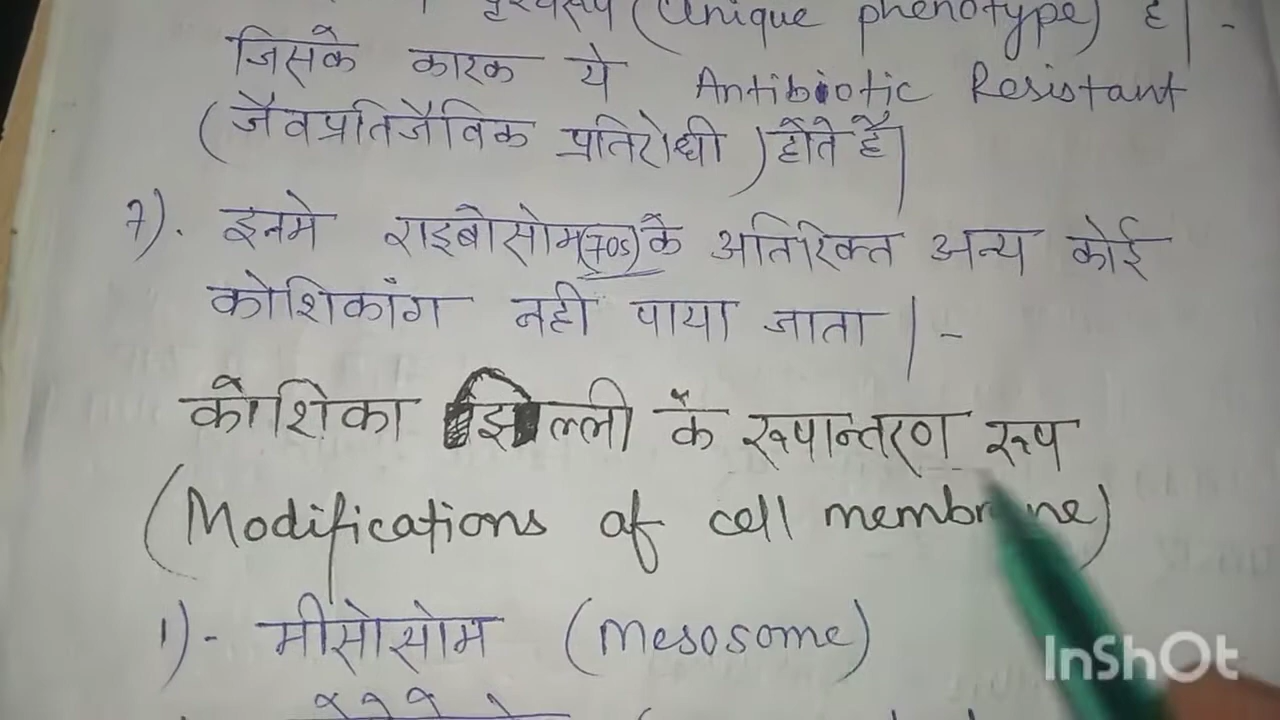 (Unique phenotype) है। -
जिसके कारक ये Antibiotic Resistant
(जैवप्रतिजैविक प्रतिरोधी) होते है।
7). इनमे राइबोसोम(70s) के अतिरिक्त अन्य कोई
कोशिकांग नही पाया जाता। -
कोशिका झिल्ली के रूपान्तरण रूप
(Modifications of cell membrane)
1)- मीसोसोम (Mesosome)
InShOt